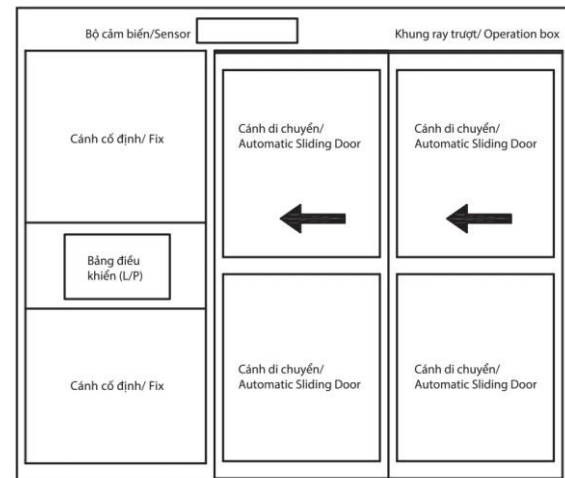 Bộ cảm biến/Sensor
Khung ray trượt/ Operation box
Cánh cố định/ Fix
Cánh di chuyển/
Automatic Sliding Door
Cánh di chuyển/
Automatic Sliding Door
Bảng điều
khiển (L/P)
Cánh cố định/ Fix
Cánh di chuyển/
Automatic Sliding Door
Cánh di chuyển/
Automatic Sliding Door